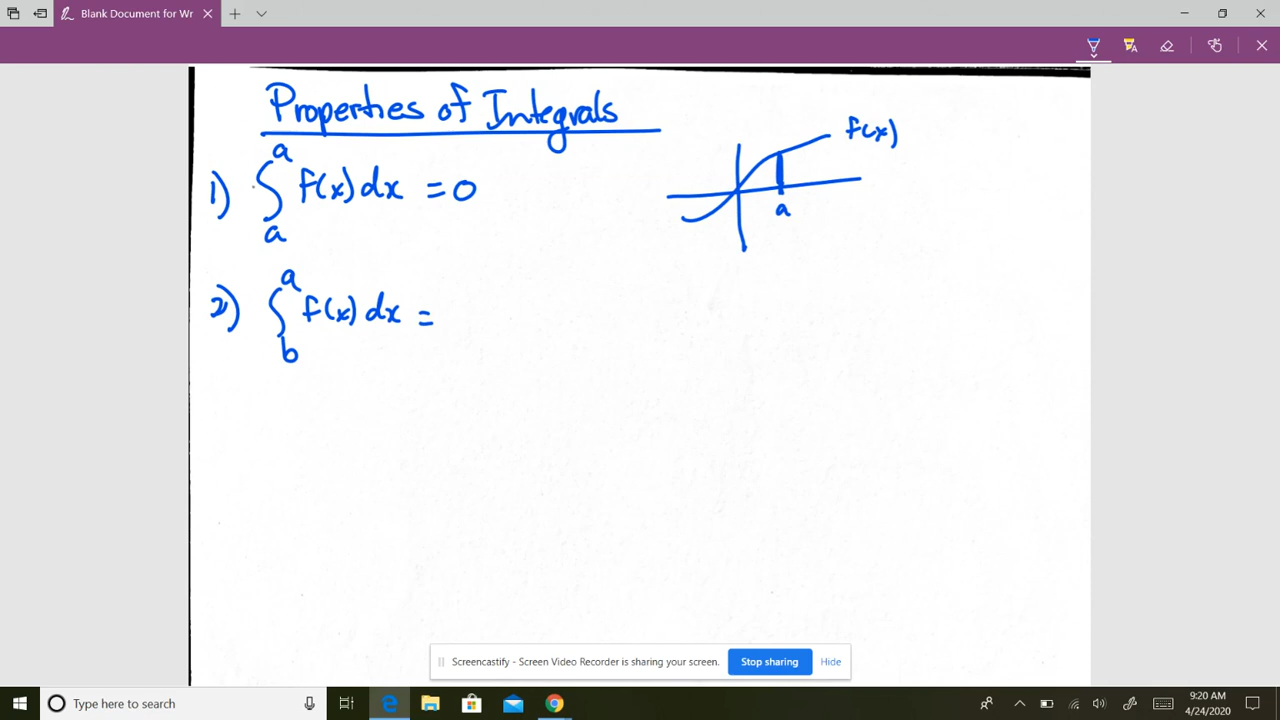 Blank Document for Wr
Properties of Integrals
f(x)
1) ∫ₐᵃ f(x) dx = 0
a
2) ∫_b^a f(x) dx =
Screencastify - Screen Video Recorder is sharing your screen.
Stop sharing
Hide
Type here to search
9:20 AM
4/24/2020